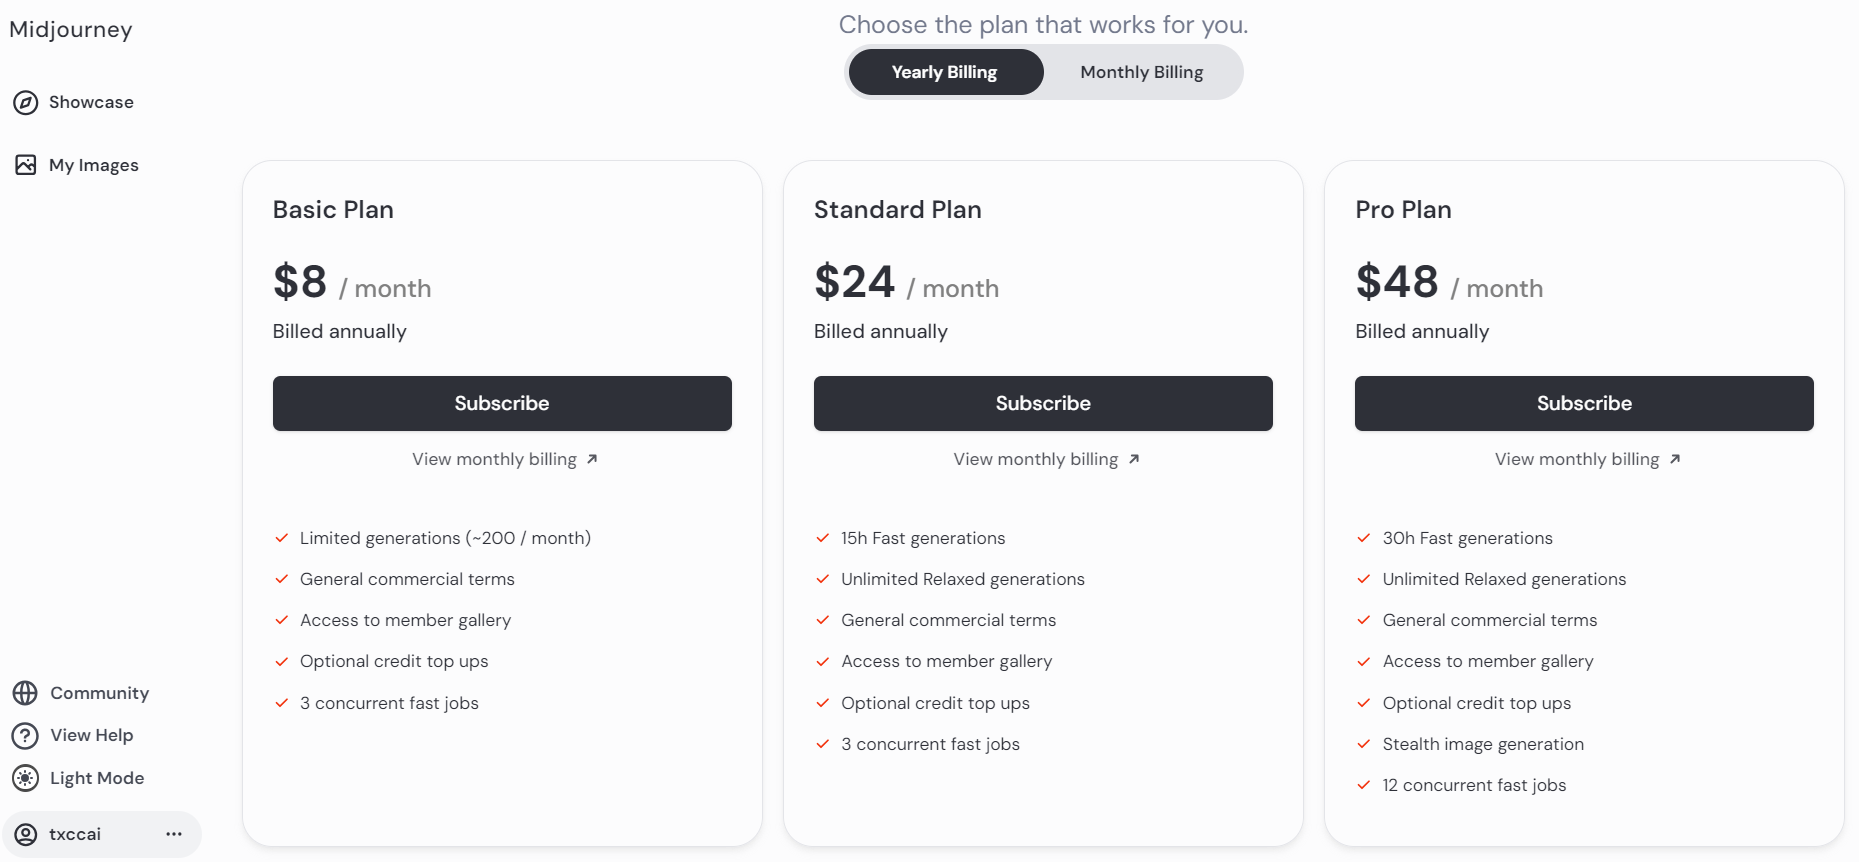 Midjourney
Showcase
My Images
Community
View Help
Light Mode
txccai
Choose the plan that works for you.
Yearly Billing
Monthly Billing
Basic Plan
$8 / month
Billed annually
Subscribe
View monthly billing
Limited generations (~200 / month)
General commercial terms
Access to member gallery
Optional credit top ups
3 concurrent fast jobs
Standard Plan
$24 / month
Billed annually
Subscribe
View monthly billing
15h Fast generations
Unlimited Relaxed generations
General commercial terms
Access to member gallery
Optional credit top ups
3 concurrent fast jobs
Pro Plan
$48 / month
Billed annually
Subscribe
View monthly billing
30h Fast generations
Unlimited Relaxed generations
General commercial terms
Access to member gallery
Optional credit top ups
Stealth image generation
12 concurrent fast jobs